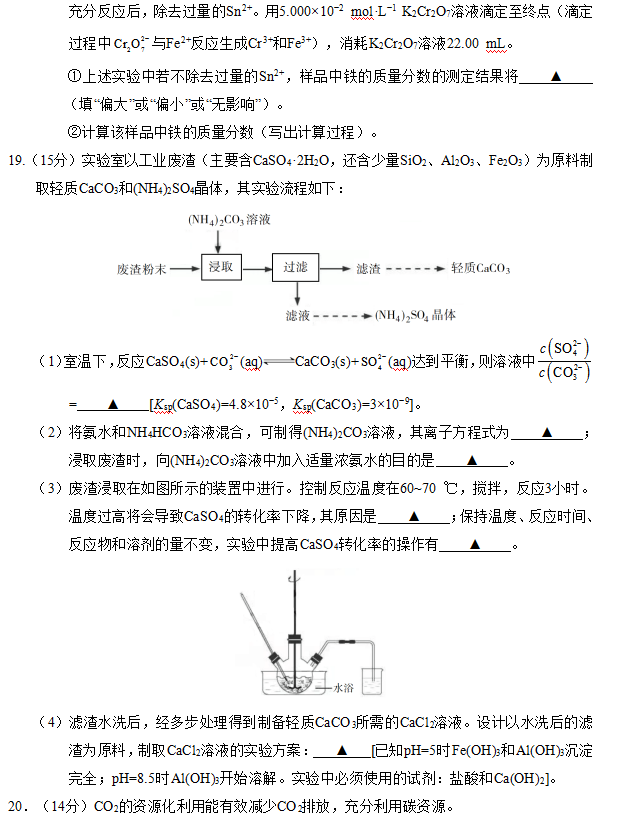 充分反应后，除去过量的Sn²⁺。用5.000×10⁻² mol·L⁻¹ K₂Cr₂O₇溶液滴定至终点（滴定
过程中Cr₂O₇²⁻与Fe²⁺反应生成Cr³⁺和Fe³⁺），消耗K₂Cr₂O₇溶液22.00 mL。
①上述实验中若不除去过量的Sn²⁺，样品中铁的质量分数的测定结果将 ▲
（填“偏大”或“偏小”或“无影响”）。
②计算该样品中铁的质量分数（写出计算过程）。
19.（15分）实验室以工业废渣（主要含CaSO₄·2H₂O，还含少量SiO₂、Al₂O₃、Fe₂O₃）为原料制
取轻质CaCO₃和(NH₄)₂SO₄晶体，其实验流程如下：
(NH₄)₂CO₃溶液
废渣粉末 浸取 过滤 滤渣 轻质CaCO₃
滤液 (NH₄)₂SO₄晶体
（1）室温下，反应CaSO₄(s)+CO₃²⁻(aq)⇌CaCO₃(s)+SO₄²⁻(aq)达到平衡，则溶液中c(SO₄²⁻)/c(CO₃²⁻)
= ▲ [Ksp(CaSO₄)=4.8×10⁻⁵，Ksp(CaCO₃)=3×10⁻⁹]。
（2）将氨水和NH₄HCO₃溶液混合，可制得(NH₄)₂CO₃溶液，其离子方程式为 ▲ ；
浸取废渣时，向(NH₄)₂CO₃溶液中加入适量浓氨水的目的是 ▲ 。
（3）废渣浸取在如图所示的装置中进行。控制反应温度在60~70 ℃，搅拌，反应3小时。
温度过高将会导致CaSO₄的转化率下降，其原因是 ▲ ；保持温度、反应时间、
反应物和溶剂的量不变，实验中提高CaSO₄转化率的操作有 ▲ 。
水浴
（4）滤渣水洗后，经多步处理得到制备轻质CaCO₃所需的CaCl₂溶液。设计以水洗后的滤
渣为原料，制取CaCl₂溶液的实验方案： ▲ [已知pH=5时Fe(OH)₃和Al(OH)₃沉淀
完全；pH=8.5时Al(OH)₃开始溶解。实验中必须使用的试剂：盐酸和Ca(OH)₂]。
20．（14分）CO₂的资源化利用能有效减少CO₂排放，充分利用碳资源。